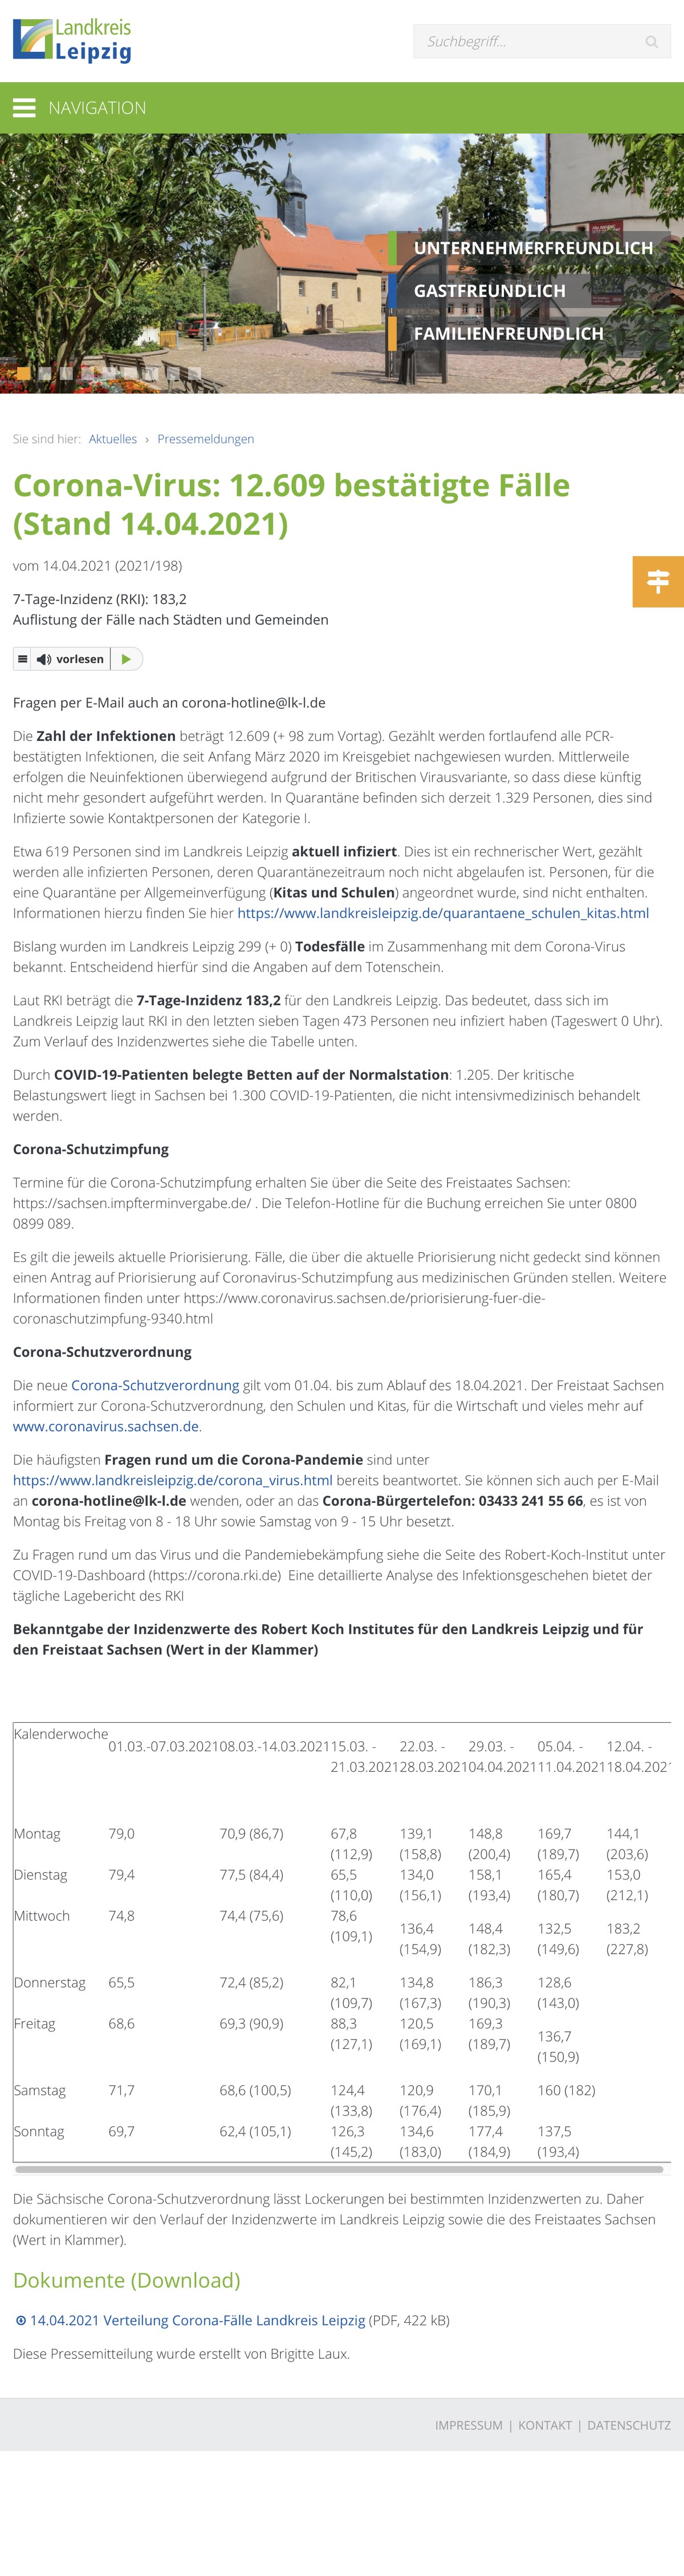 Landkreis
Leipzig
Suchbegriff...
NAVIGATION
UNTERNEHMERFREUNDLICH
GASTFREUNDLICH
FAMILIENFREUNDLICH
Sie sind hier: Aktuelles › Pressemeldungen
Corona-Virus: 12.609 bestätigte Fälle
(Stand 14.04.2021)
vom 14.04.2021 (2021/198)
7-Tage-Inzidenz (RKI): 183,2
Auflistung der Fälle nach Städten und Gemeinden
vorlesen
Fragen per E-Mail auch an corona-hotline@lk-l.de
Die Zahl der Infektionen beträgt 12.609 (+ 98 zum Vortag). Gezählt werden fortlaufend alle PCR-
bestätigten Infektionen, die seit Anfang März 2020 im Kreisgebiet nachgewiesen wurden. Mittlerweile
erfolgen die Neuinfektionen überwiegend aufgrund der Britischen Virausvariante, so dass diese künftig
nicht mehr gesondert aufgeführt werden. In Quarantäne befinden sich derzeit 1.329 Personen, dies sind
Infizierte sowie Kontaktpersonen der Kategorie I.
Etwa 619 Personen sind im Landkreis Leipzig aktuell infiziert. Dies ist ein rechnerischer Wert, gezählt
werden alle infizierten Personen, deren Quarantänezeitraum noch nicht abgelaufen ist. Personen, für die
eine Quarantäne per Allgemeinverfügung (Kitas und Schulen) angeordnet wurde, sind nicht enthalten.
Informationen hierzu finden Sie hier https://www.landkreisleipzig.de/quarantaene_schulen_kitas.html
Bislang wurden im Landkreis Leipzig 299 (+ 0) Todesfälle im Zusammenhang mit dem Corona-Virus
bekannt. Entscheidend hierfür sind die Angaben auf dem Totenschein.
Laut RKI beträgt die 7-Tage-Inzidenz 183,2 für den Landkreis Leipzig. Das bedeutet, dass sich im
Landkreis Leipzig laut RKI in den letzten sieben Tagen 473 Personen neu infiziert haben (Tageswert 0 Uhr).
Zum Verlauf des Inzidenzwertes siehe die Tabelle unten.
Durch COVID-19-Patienten belegte Betten auf der Normalstation: 1.205. Der kritische
Belastungswert liegt in Sachsen bei 1.300 COVID-19-Patienten, die nicht intensivmedizinisch behandelt
werden.
Corona-Schutzimpfung
Termine für die Corona-Schutzimpfung erhalten Sie über die Seite des Freistaates Sachsen:
https://sachsen.impfterminvergabe.de/ . Die Telefon-Hotline für die Buchung erreichen Sie unter 0800
0899 089.
Es gilt die jeweils aktuelle Priorisierung. Fälle, die über die aktuelle Priorisierung nicht gedeckt sind können
einen Antrag auf Priorisierung auf Coronavirus-Schutzimpfung aus medizinischen Gründen stellen. Weitere
Informationen finden unter https://www.coronavirus.sachsen.de/priorisierung-fuer-die-
coronaschutzimpfung-9340.html
Corona-Schutzverordnung
Die neue Corona-Schutzverordnung gilt vom 01.04. bis zum Ablauf des 18.04.2021. Der Freistaat Sachsen
informiert zur Corona-Schutzverordnung, den Schulen und Kitas, für die Wirtschaft und vieles mehr auf
www.coronavirus.sachsen.de.
Die häufigsten Fragen rund um die Corona-Pandemie sind unter
https://www.landkreisleipzig.de/corona_virus.html bereits beantwortet. Sie können sich auch per E-Mail
an corona-hotline@lk-l.de wenden, oder an das Corona-Bürgertelefon: 03433 241 55 66, es ist von
Montag bis Freitag von 8 - 18 Uhr sowie Samstag von 9 - 15 Uhr besetzt.
Zu Fragen rund um das Virus und die Pandemiebekämpfung siehe die Seite des Robert-Koch-Institut unter
COVID-19-Dashboard (https://corona.rki.de) Eine detaillierte Analyse des Infektionsgeschehen bietet der
tägliche Lagebericht des RKI
Bekanntgabe der Inzidenzwerte des Robert Koch Institutes für den Landkreis Leipzig und für
den Freistaat Sachsen (Wert in der Klammer)
Kalenderwoche
01.03.-07.03.2021 08.03.-14.03.2021 15.03. - 22.03. - 29.03. - 05.04. - 12.04. -
21.03.2021 28.03.2021 04.04.2021 11.04.2021 18.04.2021
Montag 79,0 70,9 (86,7) 67,8 139,1 148,8 169,7 144,1
(112,9) (158,8) (200,4) (189,7) (203,6)
Dienstag 79,4 77,5 (84,4) 65,5 134,0 158,1 165,4 153,0
(110,0) (156,1) (193,4) (180,7) (212,1)
Mittwoch 74,8 74,4 (75,6) 78,6
(109,1)
136,4 148,4 132,5 183,2
(154,9) (182,3) (149,6) (227,8)
Donnerstag 65,5 72,4 (85,2) 82,1 134,8 186,3 128,6
(109,7) (167,3) (190,3) (143,0)
Freitag 68,6 69,3 (90,9) 88,3 120,5 169,3
(127,1) (169,1) (189,7)
136,7
(150,9)
Samstag 71,7 68,6 (100,5) 124,4 120,9 170,1 160 (182)
(133,8) (176,4) (185,9)
Sonntag 69,7 62,4 (105,1) 126,3 134,6 177,4 137,5
(145,2) (183,0) (184,9) (193,4)
Die Sächsische Corona-Schutzverordnung lässt Lockerungen bei bestimmten Inzidenzwerten zu. Daher
dokumentieren wir den Verlauf der Inzidenzwerte im Landkreis Leipzig sowie die des Freistaates Sachsen
(Wert in Klammer).
Dokumente (Download)
14.04.2021 Verteilung Corona-Fälle Landkreis Leipzig (PDF, 422 kB)
Diese Pressemitteilung wurde erstellt von Brigitte Laux.
IMPRESSUM | KONTAKT | DATENSCHUTZ